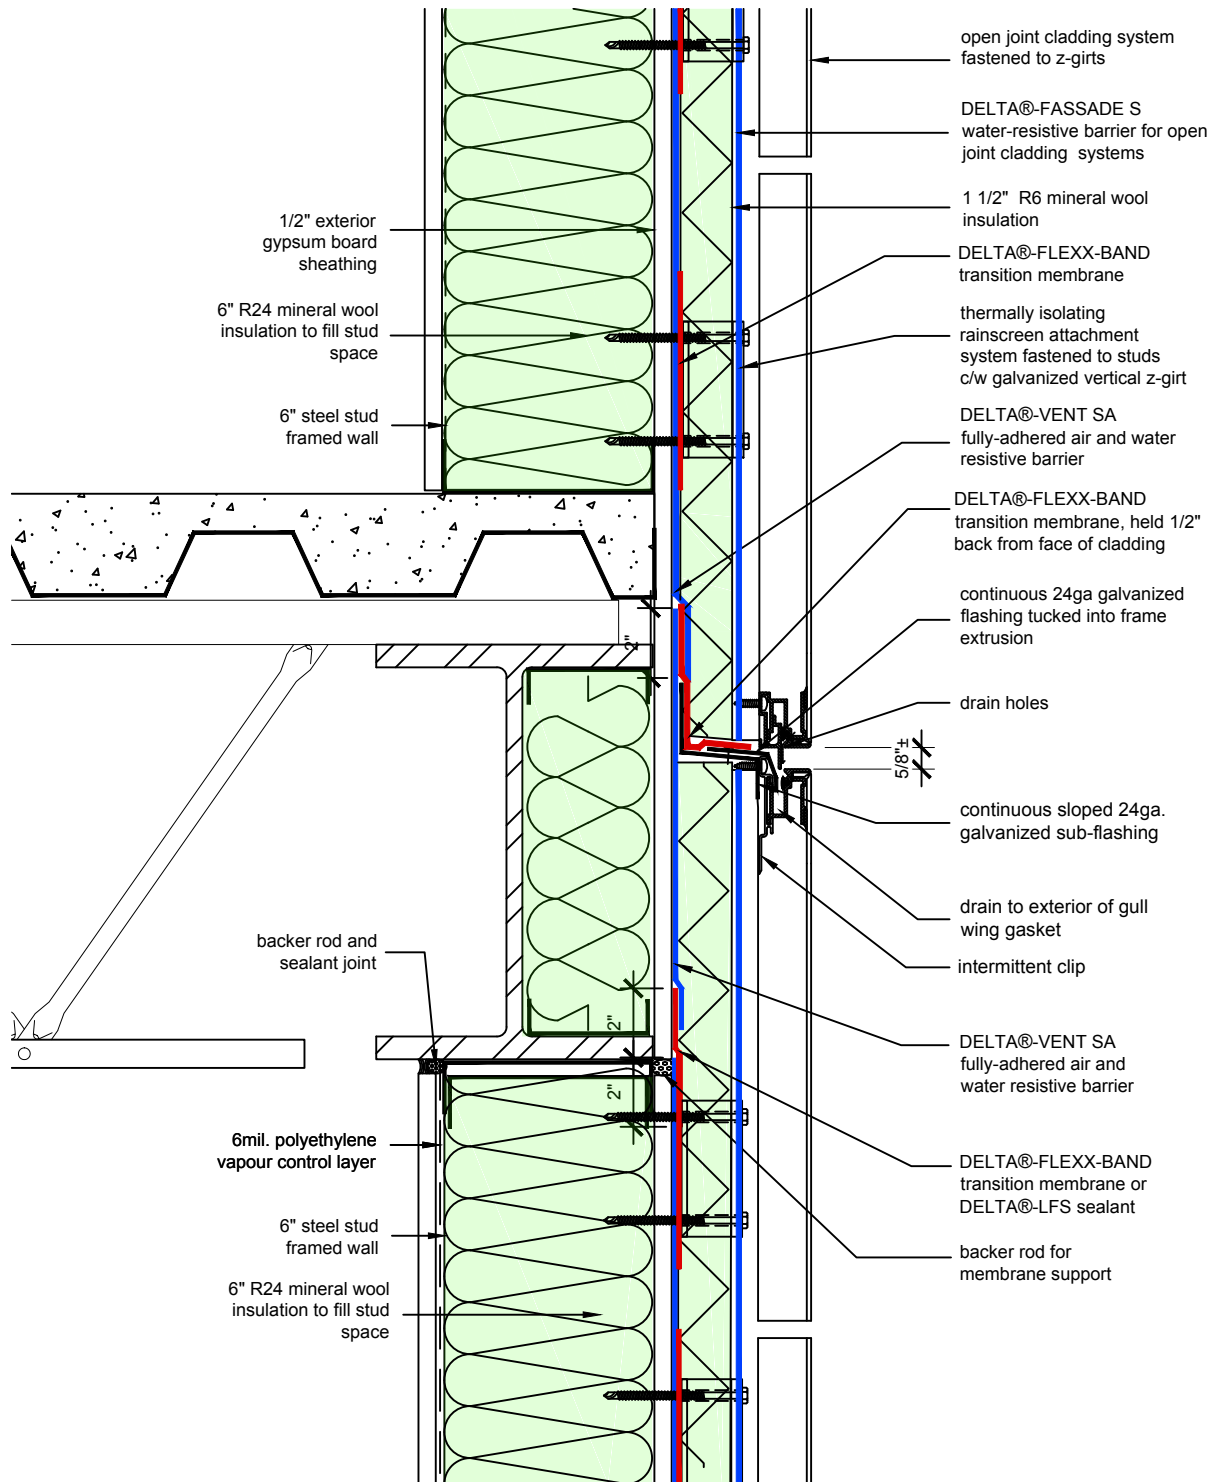 open joint cladding system
fastened to z-girts
DELTA®-FASSADE S
water-resistive barrier for open
joint cladding systems
1 1/2" R6 mineral wool
insulation
DELTA®-FLEXX-BAND
transition membrane
thermally isolating
rainscreen attachment
system fastened to studs
c/w galvanized vertical z-girt
DELTA®-VENT SA
fully-adhered air and water
resistive barrier
DELTA®-FLEXX-BAND
transition membrane, held 1/2"
back from face of cladding
continuous 24ga galvanized
flashing tucked into frame
extrusion
drain holes
5/8"±
continuous sloped 24ga.
galvanized sub-flashing
drain to exterior of gull
wing gasket
intermittent clip
DELTA®-VENT SA
fully-adhered air and
water resistive barrier
DELTA®-FLEXX-BAND
transition membrane or
DELTA®-LFS sealant
backer rod for
membrane support
1/2" exterior
gypsum board
sheathing
6" R24 mineral wool
insulation to fill stud
space
6" steel stud
framed wall
2"
backer rod and
sealant joint
2"
2"
6mil. polyethylene
vapour control layer
6" steel stud
framed wall
6" R24 mineral wool
insulation to fill stud
space